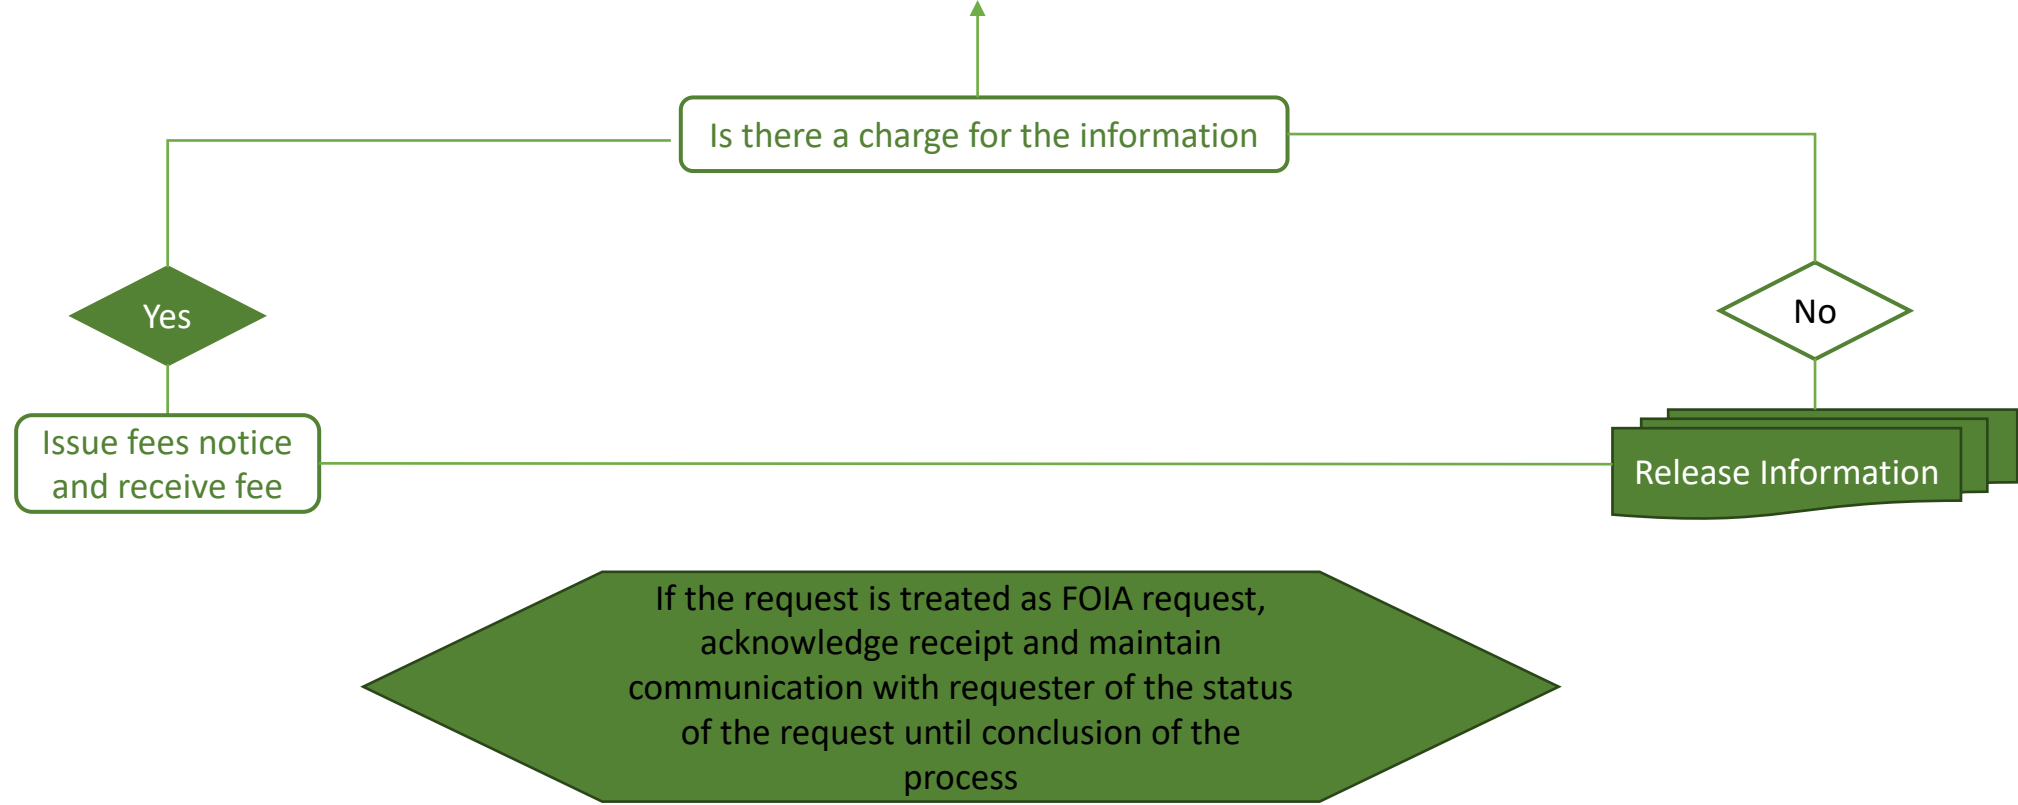 Is there a charge for the information
Yes
No
Issue fees notice
and receive fee
Release Information
If the request is treated as FOIA request,
acknowledge receipt and maintain
communication with requester of the status
of the request until conclusion of the
process